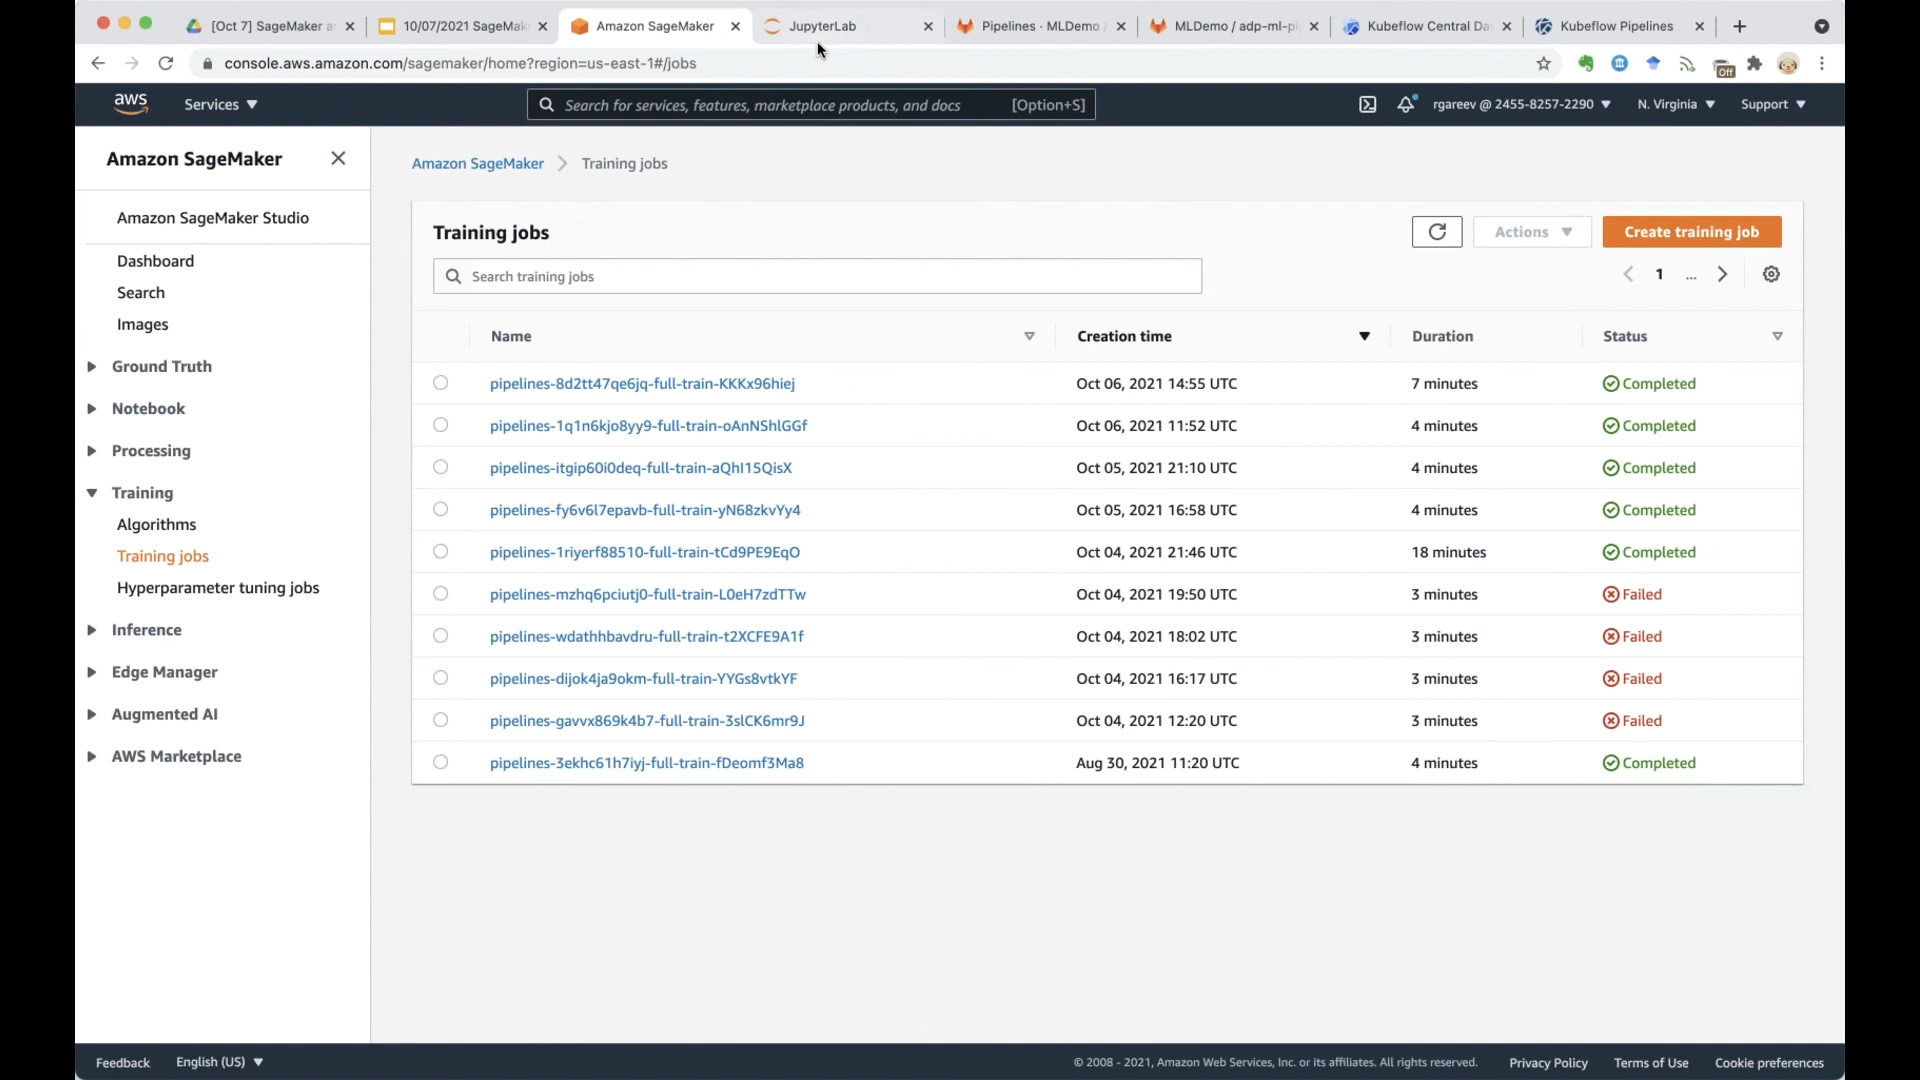 [Oct 7] SageMaker a
10/07/2021 SageMak
Amazon SageMaker
JupyterLab
Pipelines · MLDemo /
MLDemo / adp-ml-pi
Kubeflow Central Da
Kubeflow Pipelines
console.aws.amazon.com/sagemaker/home?region=us-east-1#/jobs
Off
aws
Services
Search for services, features, marketplace products, and docs
[Option+S]
rgareev @ 2455-8257-2290
N. Virginia
Support
Amazon SageMaker
Amazon SageMaker Studio
Dashboard
Search
Images
Ground Truth
Notebook
Processing
Training
Algorithms
Training jobs
Hyperparameter tuning jobs
Inference
Edge Manager
Augmented AI
AWS Marketplace
Amazon SageMaker
Training jobs
Training jobs
Actions
Create training job
Search training jobs
1
...
Name
Creation time
Duration
Status
pipelines-8d2tt47qe6jq-full-train-KKKx96hiej
Oct 06, 2021 14:55 UTC
7 minutes
Completed
pipelines-1q1n6kjo8yy9-full-train-oAnNShlGGf
Oct 06, 2021 11:52 UTC
4 minutes
Completed
pipelines-itgip60i0deq-full-train-aQhI15QisX
Oct 05, 2021 21:10 UTC
4 minutes
Completed
pipelines-fy6v6l7epavb-full-train-yN68zkvYy4
Oct 05, 2021 16:58 UTC
4 minutes
Completed
pipelines-1riyerf88510-full-train-tCd9PE9EqO
Oct 04, 2021 21:46 UTC
18 minutes
Completed
pipelines-mzhq6pciutj0-full-train-L0eH7zdTTw
Oct 04, 2021 19:50 UTC
3 minutes
Failed
pipelines-wdathhbavdru-full-train-t2XCFE9A1f
Oct 04, 2021 18:02 UTC
3 minutes
Failed
pipelines-dijok4ja9okm-full-train-YYGs8vtkYF
Oct 04, 2021 16:17 UTC
3 minutes
Failed
pipelines-gavvx869k4b7-full-train-3slCK6mr9J
Oct 04, 2021 12:20 UTC
3 minutes
Failed
pipelines-3ekhc61h7iyj-full-train-fDeomf3Ma8
Aug 30, 2021 11:20 UTC
4 minutes
Completed
Feedback
English (US)
© 2008 - 2021, Amazon Web Services, Inc. or its affiliates. All rights reserved.
Privacy Policy
Terms of Use
Cookie preferences